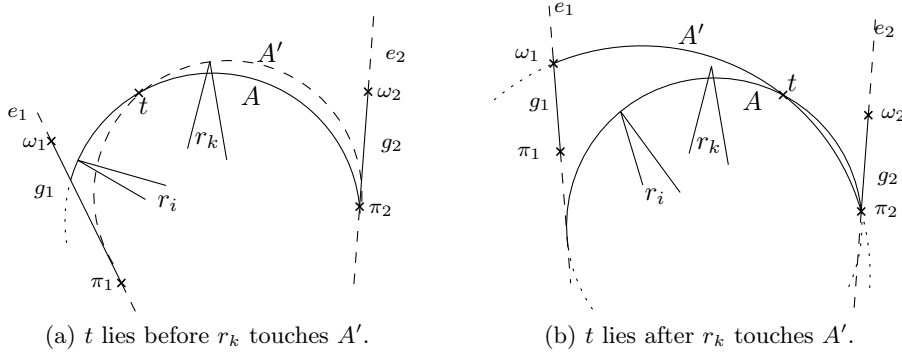 e₁
e₂
A′
A
ω₂
t
e₁
ω₁
r_k
g₂
g₁
r_i
π₂
π₁
(a) t lies before r_k touches A′.
e₁
e₂
A′
ω₁
t
g₁
A
ω₂
r_k
π₁
r_i
g₂
π₂
(b) t lies after r_k touches A′.